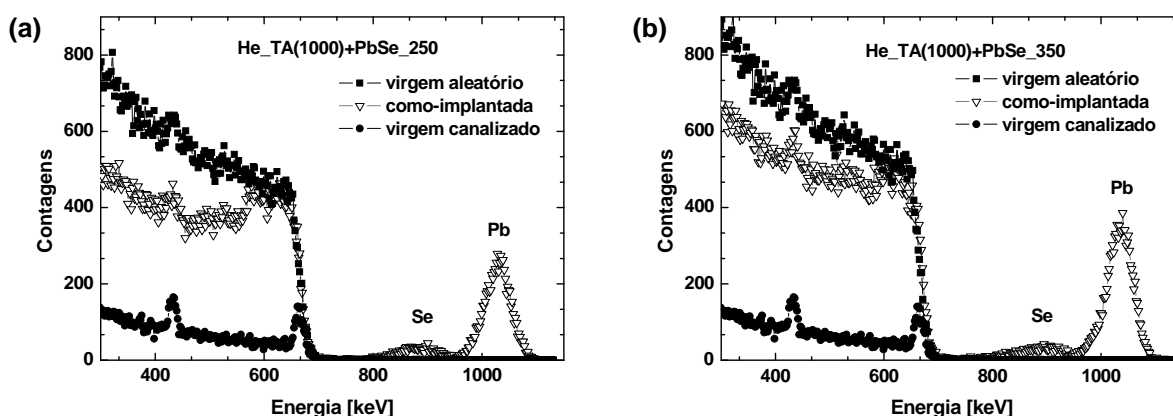 (a)
He_TA(1000)+PbSe_250
virgem aleatório
como-implantada
virgem canalizado
Pb
Se
Contagens
800
600
400
200
0
400 600 800 1000
Energia [keV]
(b)
He_TA(1000)+PbSe_350
virgem aleatório
como-implantada
virgem canalizado
Pb
Se
Contagens
800
600
400
200
0
400 600 800 1000
Energia [keV]